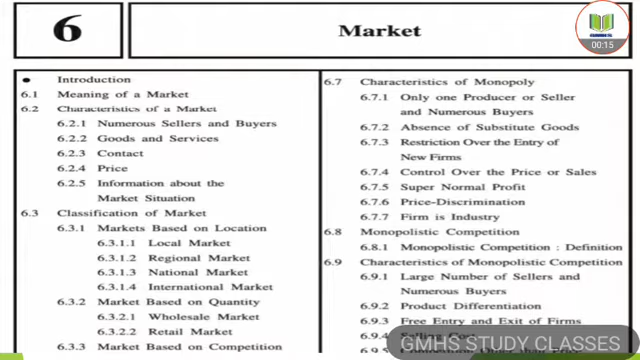 6
Market
00:15
● Introduction
6.1 Meaning of a Market
6.2 Characteristics of a Market
6.2.1 Numerous Sellers and Buyers
6.2.2 Goods and Services
6.2.3 Contact
6.2.4 Price
6.2.5 Information about the
Market Situation
6.3 Classification of Market
6.3.1 Markets Based on Location
6.3.1.1 Local Market
6.3.1.2 Regional Market
6.3.1.3 National Market
6.3.1.4 International Market
6.3.2 Market Based on Quantity
6.3.2.1 Wholesale Market
6.3.2.2 Retail Market
6.3.3 Market Based on Competition
6.7 Characteristics of Monopoly
6.7.1 Only one Producer or Seller
and Numerous Buyers
6.7.2 Absence of Substitute Goods
6.7.3 Restriction Over the Entry of
New Firms
6.7.4 Control Over the Price or Sales
6.7.5 Super Normal Profit
6.7.6 Price-Discrimination
6.7.7 Firm is Industry
6.8 Monopolistic Competition
6.8.1 Monopolistic Competition : Definition
6.9 Characteristics of Monopolistic Competition
6.9.1 Large Number of Sellers and
Numerous Buyers
6.9.2 Product Differentiation
6.9.3 Free Entry and Exit of Firms
6.9.4 Selling Cost
GMHS STUDY CLASSES